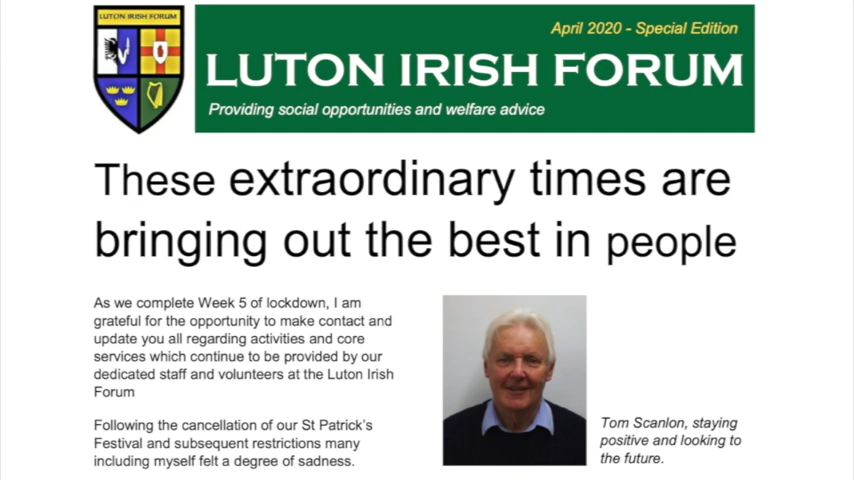 LUTON IRISH FORUM
April 2020 - Special Edition
LUTON IRISH FORUM
Providing social opportunities and welfare advice
These extraordinary times are
bringing out the best in people
As we complete Week 5 of lockdown, I am
grateful for the opportunity to make contact and
update you all regarding activities and core
services which continue to be provided by our
dedicated staff and volunteers at the Luton Irish
Forum
Following the cancellation of our St Patrick's
Festival and subsequent restrictions many
including myself felt a degree of sadness.
Tom Scanlon, staying
positive and looking to
the future.